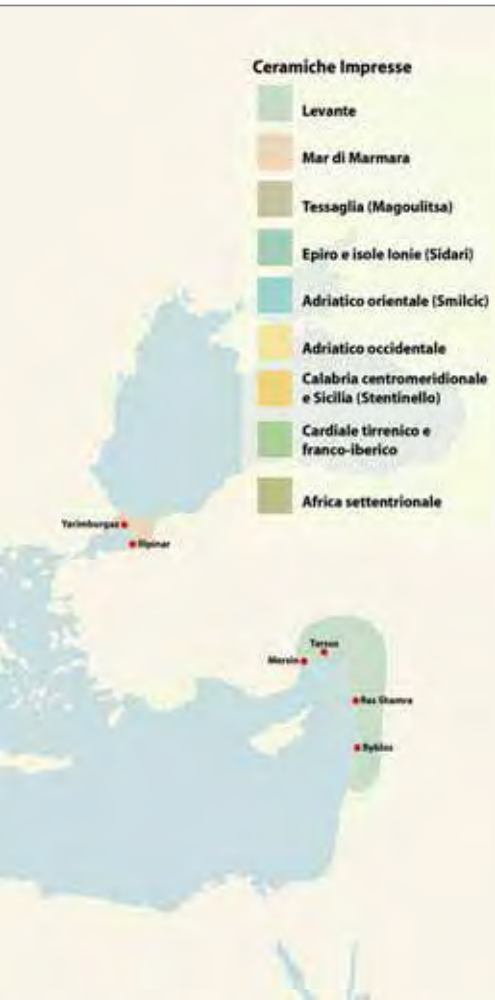 Ceramiche Impresse
Levante
Mar di Marmara
Tessaglia (Magoulitsa)
Epiro e isole Ionie (Sidari)
Adriatico orientale (Smilcic)
Adriatico occidentale
Calabria centromeridionale
e Sicilia (Stentinello)
Cardiale tirrenico e
franco-iberico
Africa settentrionale
Yarimburgaz
Ilipinar
Tarsus
Mersin
Ras Shamra
Byblos